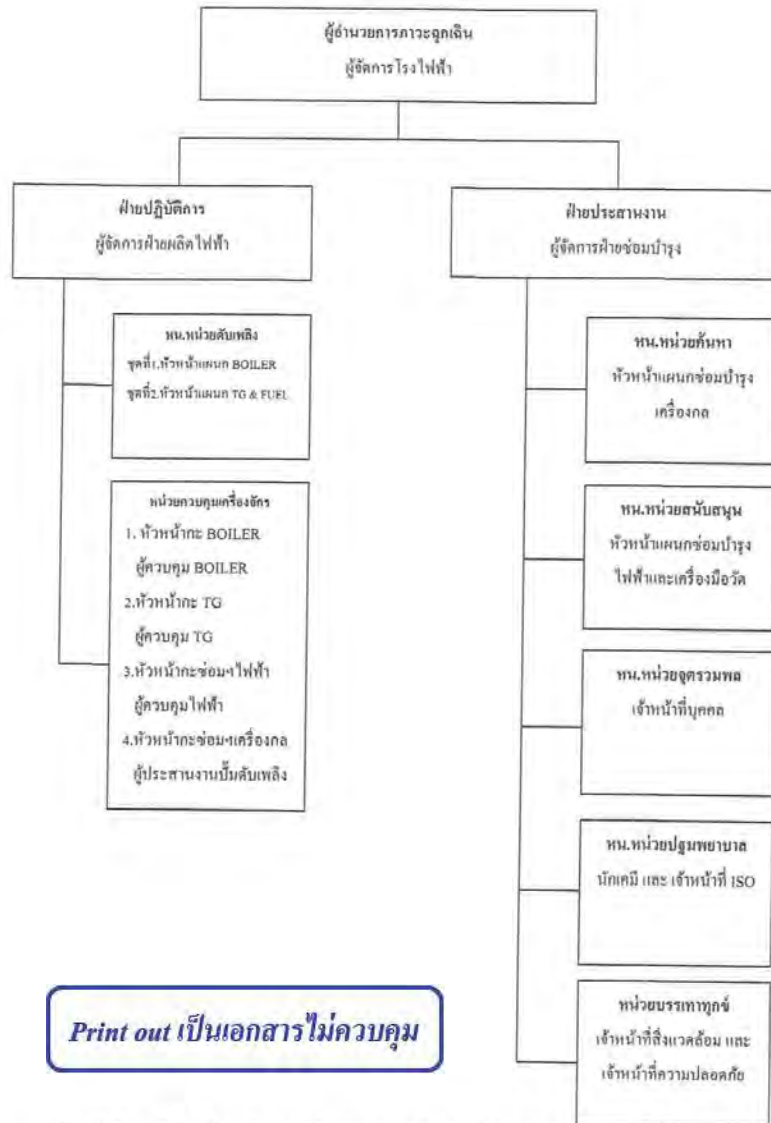 ผู้อำนวยการภาวะฉุกเฉิน
ผู้จัดการโรงไฟฟ้า
ฝ่ายปฏิบัติการ
ผู้จัดการฝ่ายผลิตไฟฟ้า
หน.หน่วยดับเพลิง
ชุดที่1.หัวหน้าแผนก BOILER
ชุดที่2.หัวหน้าแผนก TG & FUEL
หน่วยควบคุมเครื่องจักร
1. หัวหน้ากะ BOILER
ผู้ควบคุม BOILER
2.หัวหน้ากะ TG
ผู้ควบคุม TG
3.หัวหน้ากะซ่อมฯไฟฟ้า
ผู้ควบคุมไฟฟ้า
4.หัวหน้ากะซ่อมฯเครื่องกล
ผู้ประสานงานปั๊มดับเพลิง
ฝ่ายประสานงาน
ผู้จัดการฝ่ายซ่อมบำรุง
หน.หน่วยค้นหา
หัวหน้าแผนกซ่อมบำรุง
เครื่องกล
หน.หน่วยสนับสนุน
หัวหน้าแผนกซ่อมบำรุง
ไฟฟ้าและเครื่องมือวัด
หน.หน่วยจุดรวมพล
เจ้าหน้าที่บุคคล
หน.หน่วยปฐมพยาบาล
นักเคมี และ เจ้าหน้าที่ ISO
หน่วยบรรเทาทุกข์
เจ้าหน้าที่สิ่งแวดล้อม และ
เจ้าหน้าที่ความปลอดภัย
Print out เป็นเอกสารไม่ควบคุม